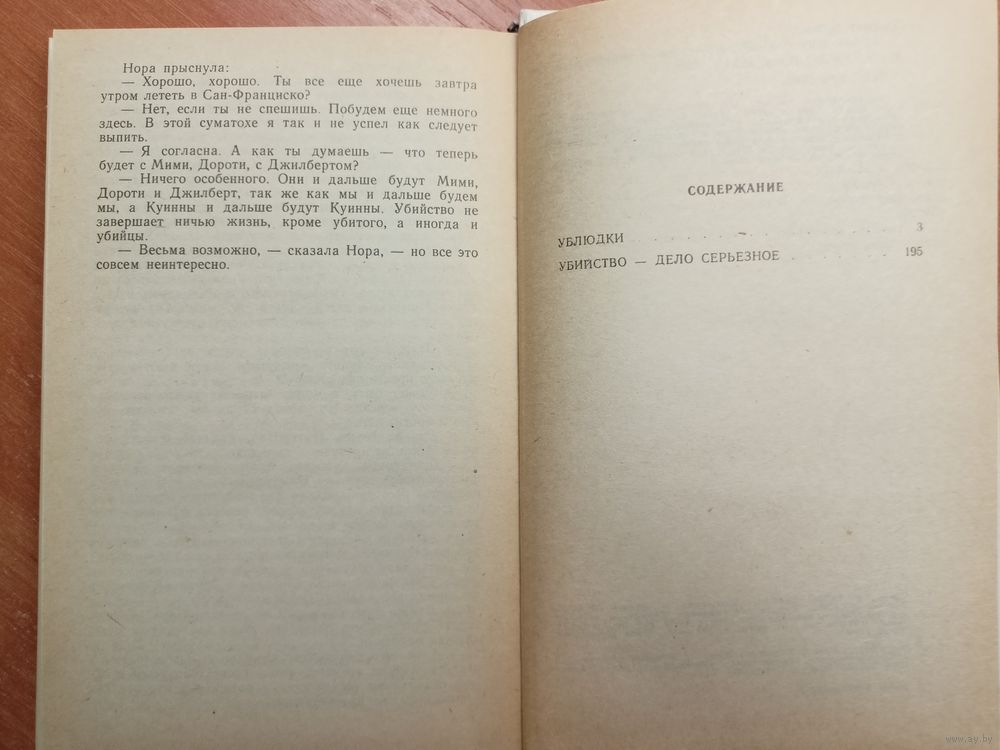 Нора прыснула:
— Хорошо, хорошо. Ты все еще хочешь завтра
утром лететь в Сан-Франциско?
— Нет, если ты не спешишь. Побудем еще немного
здесь. В этой суматохе я так и не успел как следует
выпить.
— Я согласна. А как ты думаешь — что теперь
будет с Мими, Дороти, с Джилбертом?
— Ничего особенного. Они и дальше будут Мими,
Дороти и Джилберт, так же как мы и дальше будем
мы, а Куинны и дальше будут Куинны. Убийство не
завершает ничью жизнь, кроме убитого, а иногда и
убийцы.
— Весьма возможно, — сказала Нора, — но все это
совсем неинтересно.
СОДЕРЖАНИЕ
УБЛЮДКИ . . . . . . . . . . . 3
УБИЙСТВО — ДЕЛО СЕРЬЕЗНОЕ . . . . . . 195
www.ay.by